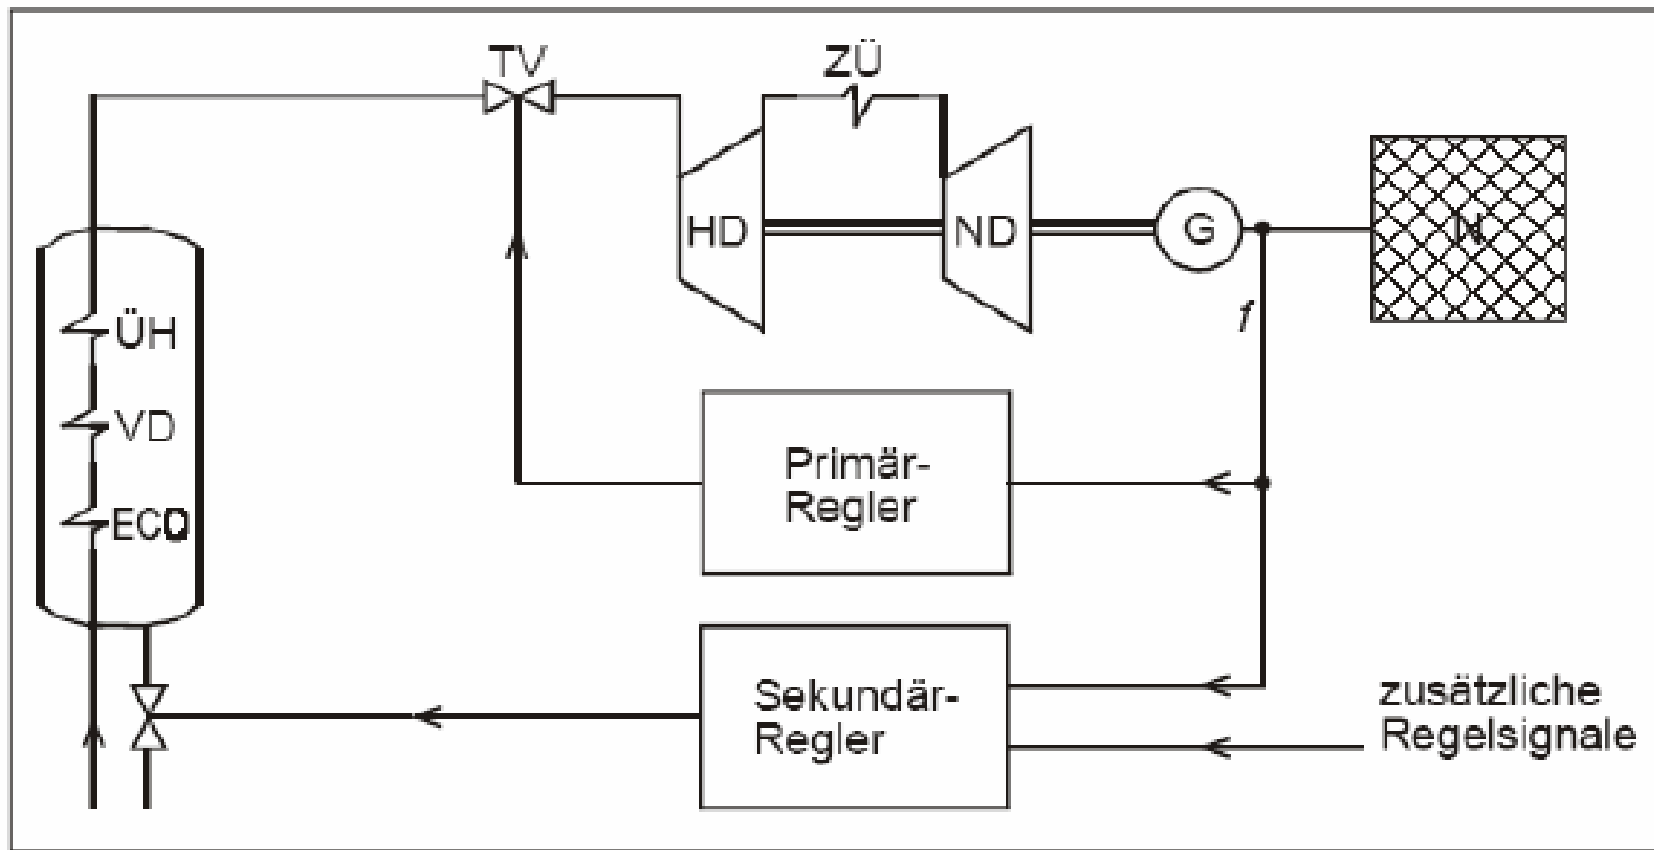 TV
ZÜ
HD
ND
G
N
f
ÜH
VD
ECO
Primär-
Regler
Sekundär-
Regler
zusätzliche
Regelsignale